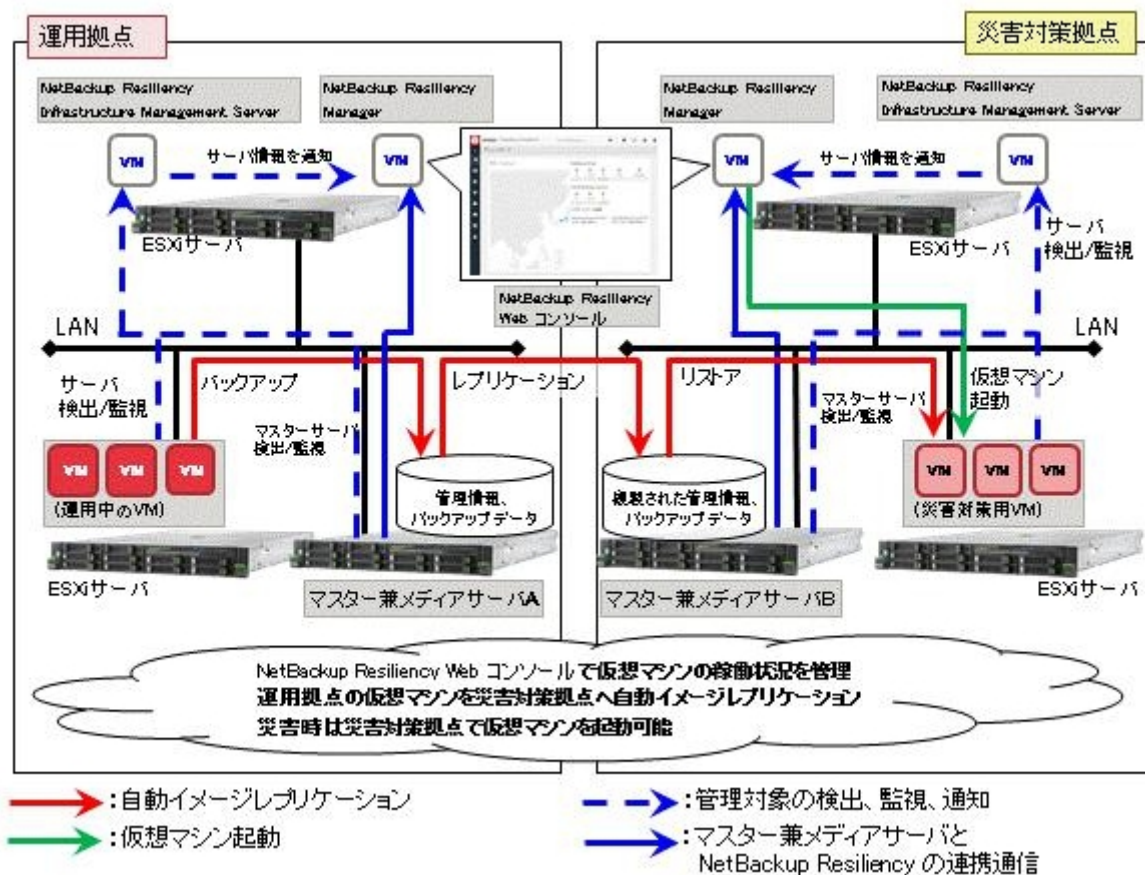 運用拠点
災害対策拠点
NetBackup Resiliency
Infrastructure Management Server
NetBackup Resiliency
Manager
NetBackup Resiliency
Manager
NetBackup Resiliency
Infrastructure Management Server
VM
サーバ情報を通知
VM
VM
サーバ情報を通知
VM
ESXiサーバ
ESXiサーバ
サーバ
検出/監視
NetBackup Resiliency
Web コンソール
LAN
LAN
サーバ
検出/監視
バックアップ
マスターサーバ
検出/監視
レプリケーション
リストア
マスターサーバ
検出/監視
仮想マシン
起動
VM
VM
VM
(運用中のVM)
管理情報、
バックアップデータ
複製された管理情報、
バックアップデータ
VM
VM
VM
(災害対策用VM)
ESXiサーバ
マスター兼メディアサーバA
マスター兼メディアサーバB
ESXiサーバ
NetBackup Resiliency Web コンソールで仮想マシンの稼働状況を管理
運用拠点の仮想マシンを災害対策拠点へ自動イメージレプリケーション
災害時は災害対策拠点で仮想マシンを起動可能
:自動イメージレプリケーション
:仮想マシン起動
:管理対象の検出、監視、通知
:マスター兼メディアサーバと
NetBackup Resiliency の連携通信